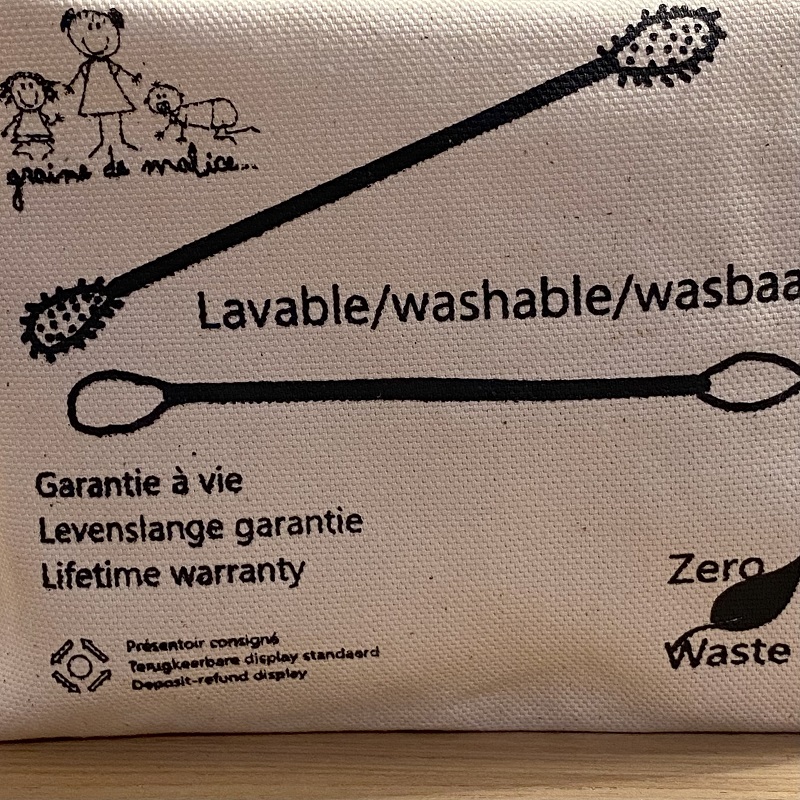 graine de malice...
Lavable/washable/wasbaa
Garantie à vie
Levenslange garantie
Lifetime warranty
Présentoir consigné
Terugkeerbare display standaard
Deposit-refund display
Zero
Waste